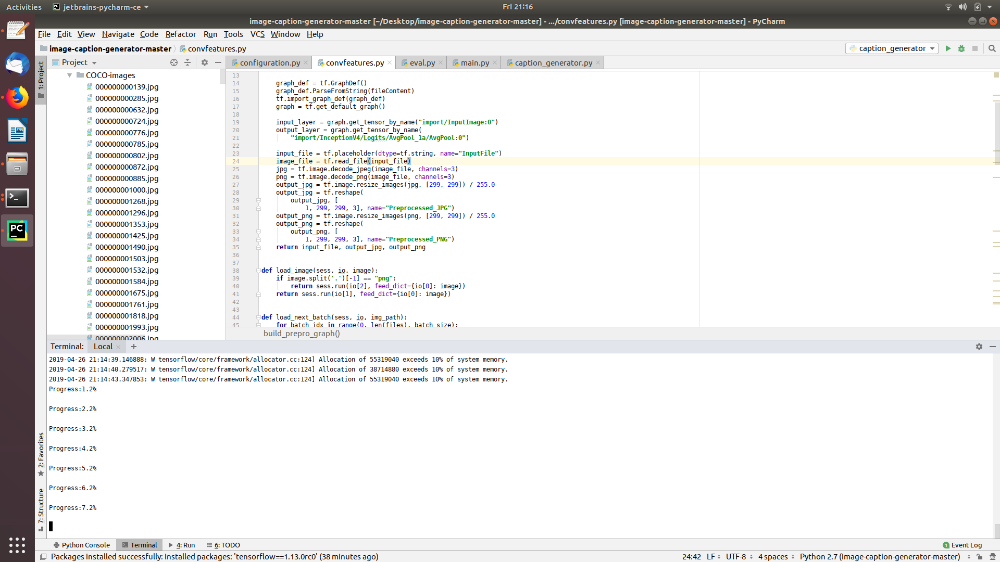 Activities
jetbrains-pycharm-ce
Fri 21:16
image-caption-generator-master [~/Desktop/image-caption-generator-master] - .../convfeatures.py [image-caption-generator-master] - PyCharm
File Edit View Navigate Code Refactor Run Tools VCS Window Help
image-caption-generator-master convfeatures.py
caption_generator
1: Project
Project
configuration.py convfeatures.py eval.py main.py caption_generator.py
COCO-images
000000000139.jpg
000000000285.jpg
000000000632.jpg
000000000724.jpg
000000000776.jpg
000000000785.jpg
000000000802.jpg
000000000872.jpg
000000000885.jpg
000000001000.jpg
000000001268.jpg
000000001296.jpg
000000001353.jpg
000000001425.jpg
000000001490.jpg
000000001503.jpg
000000001532.jpg
000000001584.jpg
000000001675.jpg
000000001761.jpg
000000001818.jpg
000000001993.jpg
000000002006.jpg
13
14 graph_def = tf.GraphDef()
15 graph_def.ParseFromString(fileContent)
16 tf.import_graph_def(graph_def)
17 graph = tf.get_default_graph()
18
19 input_layer = graph.get_tensor_by_name("import/InputImage:0")
20 output_layer = graph.get_tensor_by_name(
21 "import/InceptionV4/Logits/AvgPool_1a/AvgPool:0")
22
23 input_file = tf.placeholder(dtype=tf.string, name="InputFile")
24 image_file = tf.read_file(input_file)
25 jpg = tf.image.decode_jpeg(image_file, channels=3)
26 png = tf.image.decode_png(image_file, channels=3)
27 output_jpg = tf.image.resize_images(jpg, [299, 299]) / 255.0
28 output_jpg = tf.reshape(
29 output_jpg, [
30 1, 299, 299, 3], name="Preprocessed_JPG")
31 output_png = tf.image.resize_images(png, [299, 299]) / 255.0
32 output_png = tf.reshape(
33 output_png, [
34 1, 299, 299, 3], name="Preprocessed_PNG")
35 return input_file, output_jpg, output_png
36
37
38 def load_image(sess, io, image):
39 if image.split('.')[-1] == "png":
40 return sess.run(io[2], feed_dict={io[0]: image})
41 return sess.run(io[1], feed_dict={io[0]: image})
42
43
44 def load_next_batch(sess, io, img_path):
45 for batch_idx in range(0, len(files), batch_size):
build_prepro_graph()
Terminal: Local +
2019-04-26 21:14:39.146888: W tensorflow/core/framework/allocator.cc:124] Allocation of 55319040 exceeds 10% of system memory.
2019-04-26 21:14:40.279517: W tensorflow/core/framework/allocator.cc:124] Allocation of 38714880 exceeds 10% of system memory.
2019-04-26 21:14:43.347853: W tensorflow/core/framework/allocator.cc:124] Allocation of 55319040 exceeds 10% of system memory.
Progress:1.2%
Progress:2.2%
Progress:3.2%
Progress:4.2%
Progress:5.2%
Progress:6.2%
Progress:7.2%
2: Favorites
7: Structure
Python Console Terminal 4: Run 6: TODO
1 Event Log
Packages installed successfully: Installed packages: 'tensorflow==1.13.0rc0' (38 minutes ago)
24:42 LF UTF-8 4 spaces Python 2.7 (image-caption-generator-master)